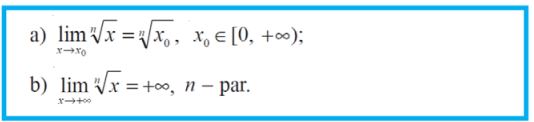 a) lim x→x₀ ⁿ√x = ⁿ√x₀, x₀ ∈ [0, +∞);
b) lim x→+∞ ⁿ√x = +∞, n – par.